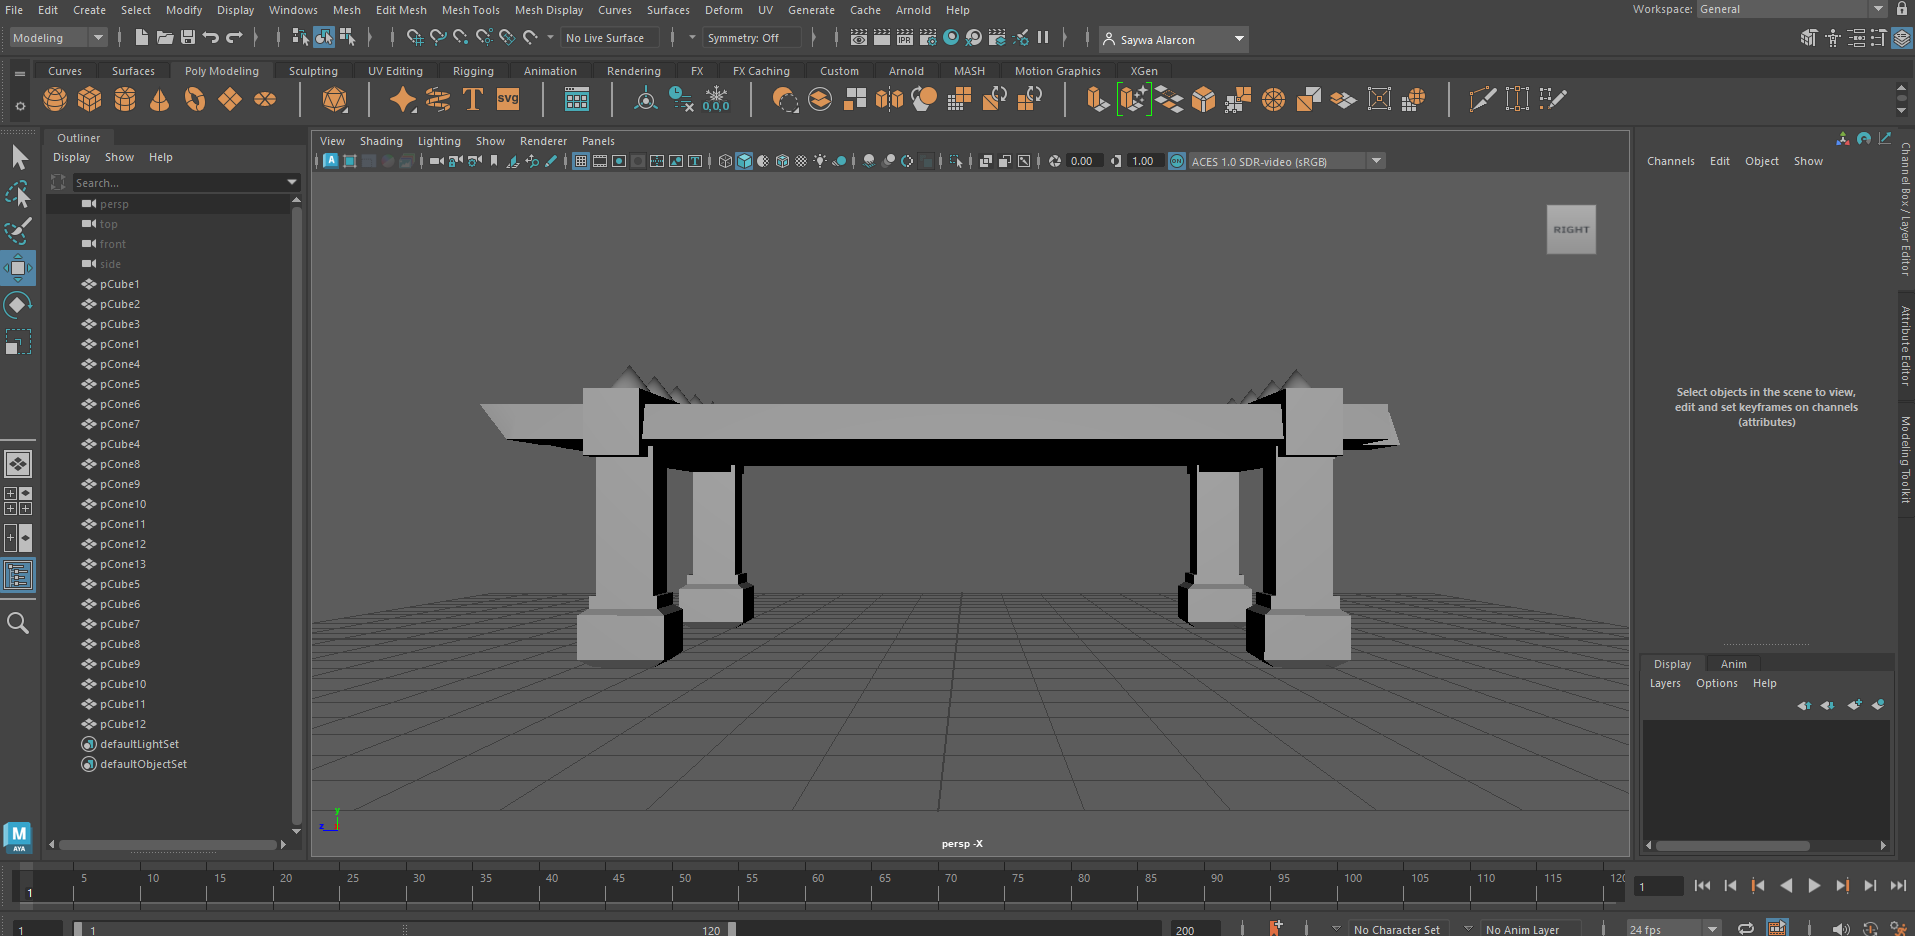 File Edit Create Select Modify Display Windows Mesh Edit Mesh Mesh Tools Mesh Display Curves Surfaces Deform UV Generate Cache Arnold Help Workspace: General
Modeling No Live Surface Symmetry: Off IPR Saywa Alarcon
Curves Surfaces Poly Modeling Sculpting UV Editing Rigging Animation Rendering FX FX Caching Custom Arnold MASH Motion Graphics XGen
T SVG 0,0,0
Outliner
Display Show Help
Search...
persp
top
front
side
pCube1
pCube2
pCube3
pCone1
pCone4
pCone5
pCone6
pCone7
pCube4
pCone8
pCone9
pCone10
pCone11
pCone12
pCone13
pCube5
pCube6
pCube7
pCube8
pCube9
pCube10
pCube11
pCube12
defaultLightSet
defaultObjectSet
M
AYA
View Shading Lighting Show Renderer Panels
A T 0.00 1.00 ON ACES 1.0 SDR-video (sRGB)
RIGHT
y
z
persp -X
Channels Edit Object Show
Select objects in the scene to view,
edit and set keyframes on channels
(attributes)
Channel Box / Layer Editor
Attribute Editor
Modeling Toolkit
Display Anim
Layers Options Help
1 5 10 15 20 25 30 35 40 45 50 55 60 65 70 75 80 85 90 95 100 105 110 115 120 1
1 1 120 200 No Character Set No Anim Layer 24 fps